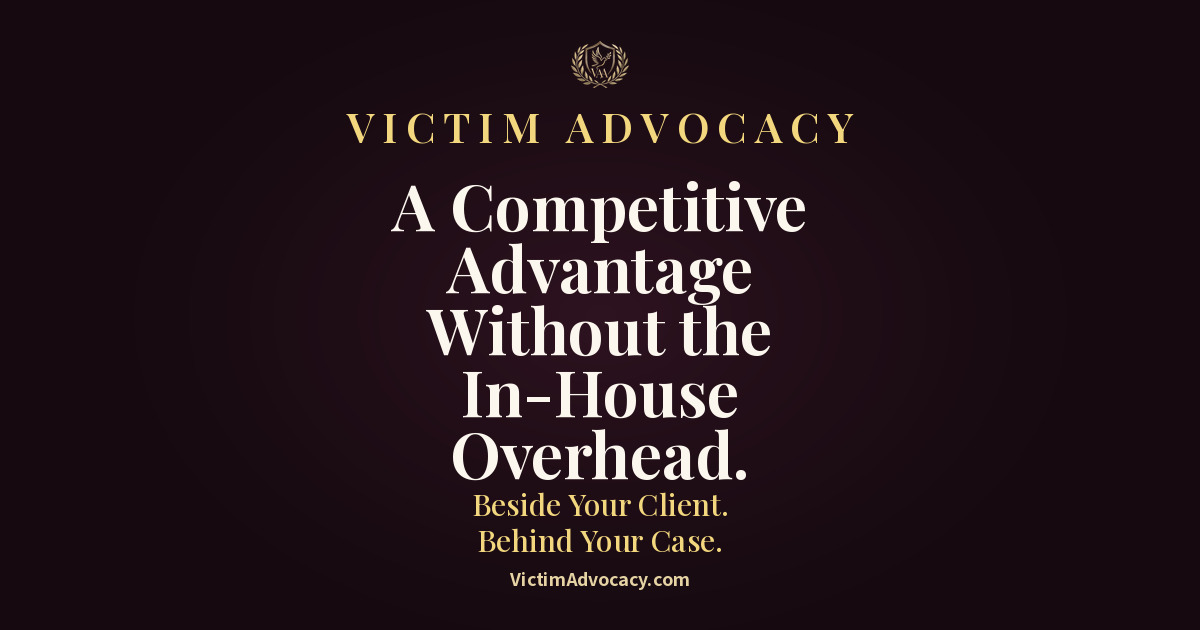 VICTIM ADVOCACY
A Competitive
Advantage
Without the
In-House
Overhead.
Beside Your Client.
Behind Your Case.
VictimAdvocacy.com